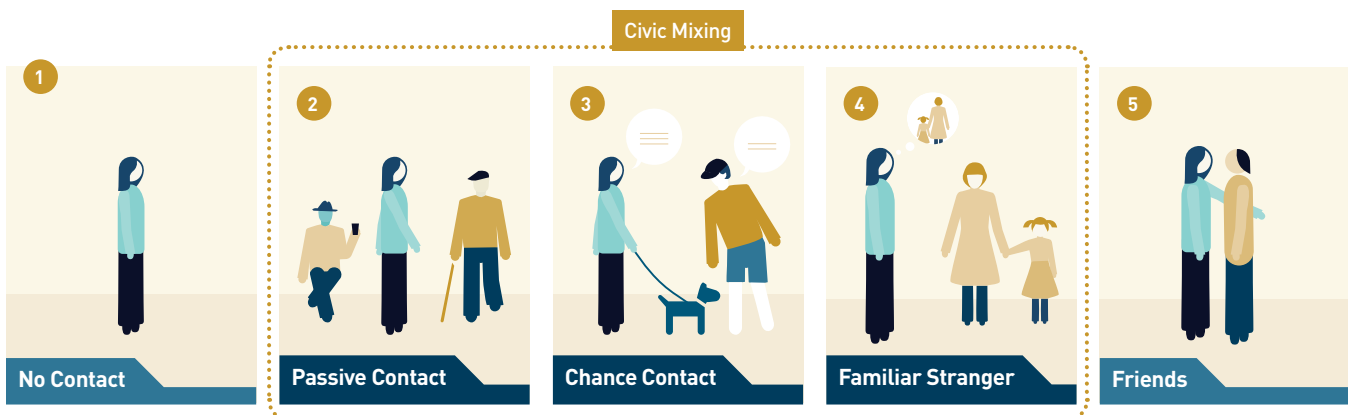 Civic Mixing
1
2
3
4
5
No Contact
Passive Contact
Chance Contact
Familiar Stranger
Friends